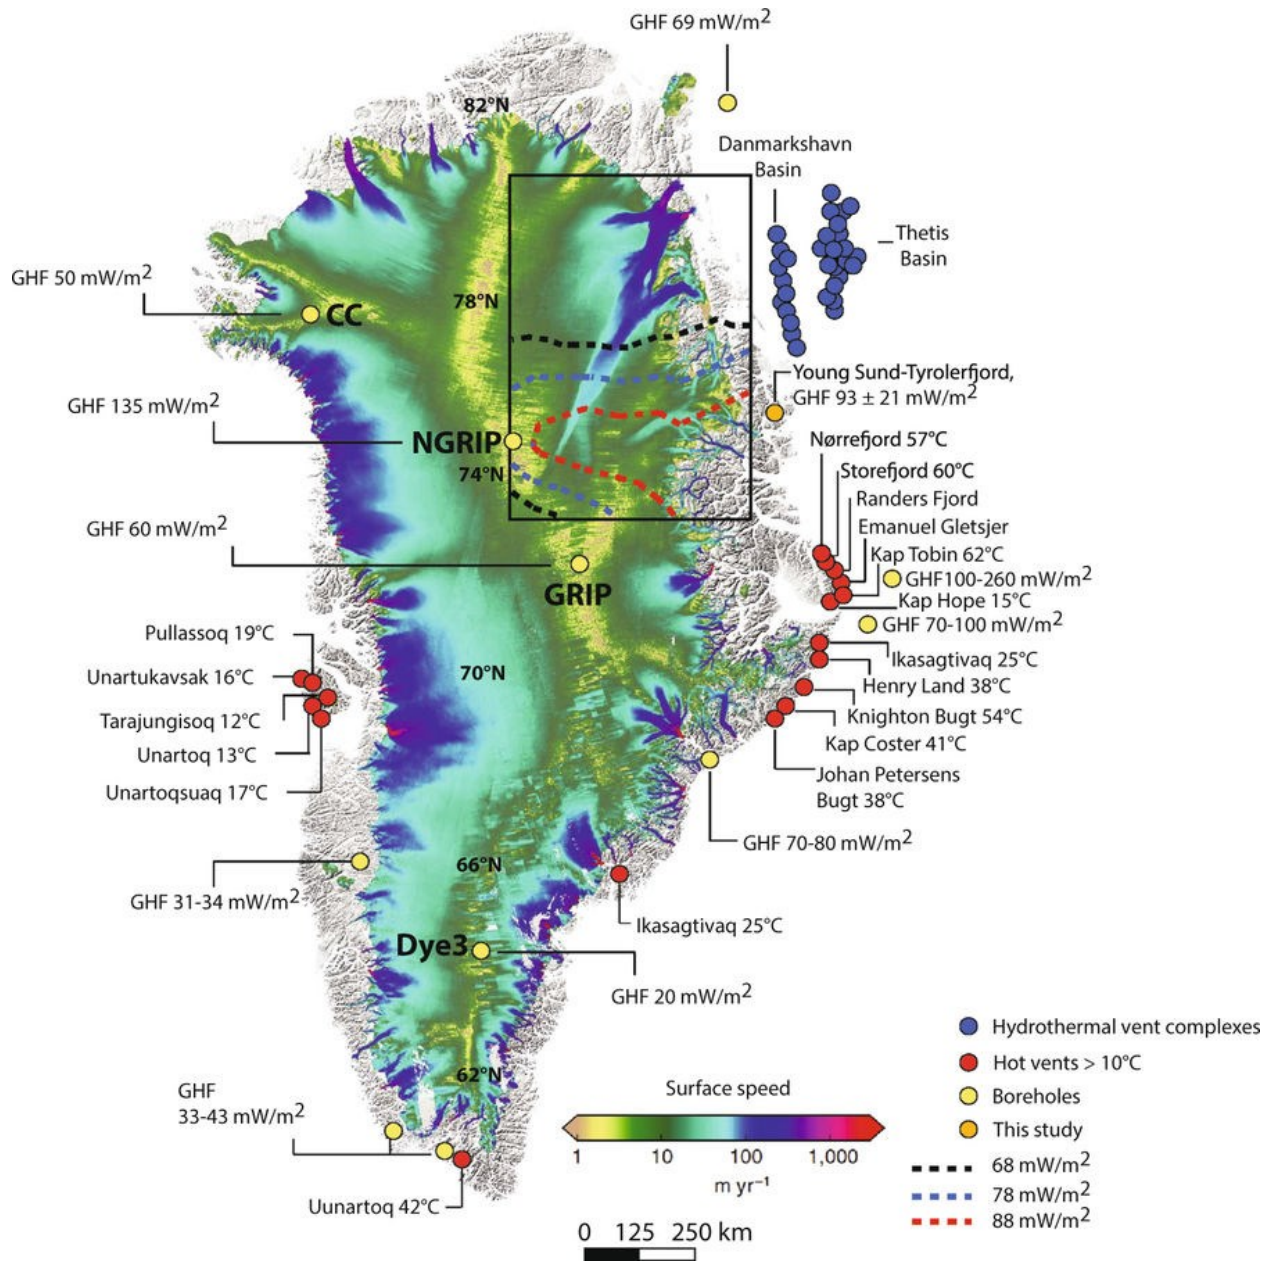 GHF 69 mW/m2
82°N
Danmarkshavn
Basin
Thetis
Basin
GHF 50 mW/m2
CC
78°N
Young Sund-Tyrolerfjord,
GHF 93 ± 21 mW/m2
GHF 135 mW/m2
NGRIP
74°N
Nørrefjord 57°C
Storefjord 60°C
Randers Fjord
Emanuel Gletsjer
Kap Tobin 62°C
GHF100-260 mW/m2
Kap Hope 15°C
GHF 70-100 mW/m2
GHF 60 mW/m2
GRIP
Pullassoq 19°C
Unartukavsak 16°C
Tarajungisoq 12°C
Unartoq 13°C
Unartoqsuaq 17°C
70°N
Ikasagtivaq 25°C
Henry Land 38°C
Knighton Bugt 54°C
Kap Coster 41°C
Johan Petersens
Bugt 38°C
GHF 70-80 mW/m2
66°N
GHF 31-34 mW/m2
Ikasagtivaq 25°C
Dye3
GHF 20 mW/m2
62°N
GHF
33-43 mW/m2
Uunartoq 42°C
Surface speed
1 10 100 1,000
m yr⁻¹
0 125 250 km
Hydrothermal vent complexes
Hot vents > 10°C
Boreholes
This study
68 mW/m2
78 mW/m2
88 mW/m2